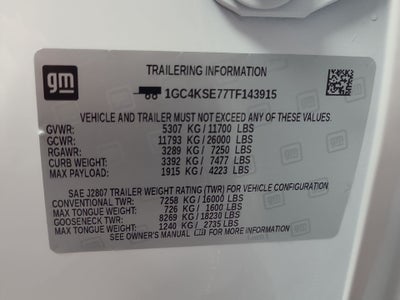 gm
TRAILERING INFORMATION
1GC4KSE77TF143915
VEHICLE AND TRAILER MUST NOT EXCEED ANY OF THESE VALUES.
GVWR: 5307 KG/11700 LBS
GCWR: 11793 KG/26000 LBS
RGAWR: 3289 KG/ 7250 LBS
CURB WEIGHT: 3392 KG/ 7477 LBS
MAX PAYLOAD: 1915 KG/ 4223 LBS
SAE J2807 TRAILER WEIGHT RATING (TWR) FOR VEHICLE CONFIGURATION
CONVENTIONAL TWR: 7258 KG/16000 LBS
MAX TONGUE WEIGHT: 726 KG/ 1600 LBS
GOOSENECK TWR: 8269 KG/18230 LBS
MAX TONGUE WEIGHT: 1240 KG/ 2735 LBS
SEE OWNER'S MANUAL FOR MORE INFORMATION